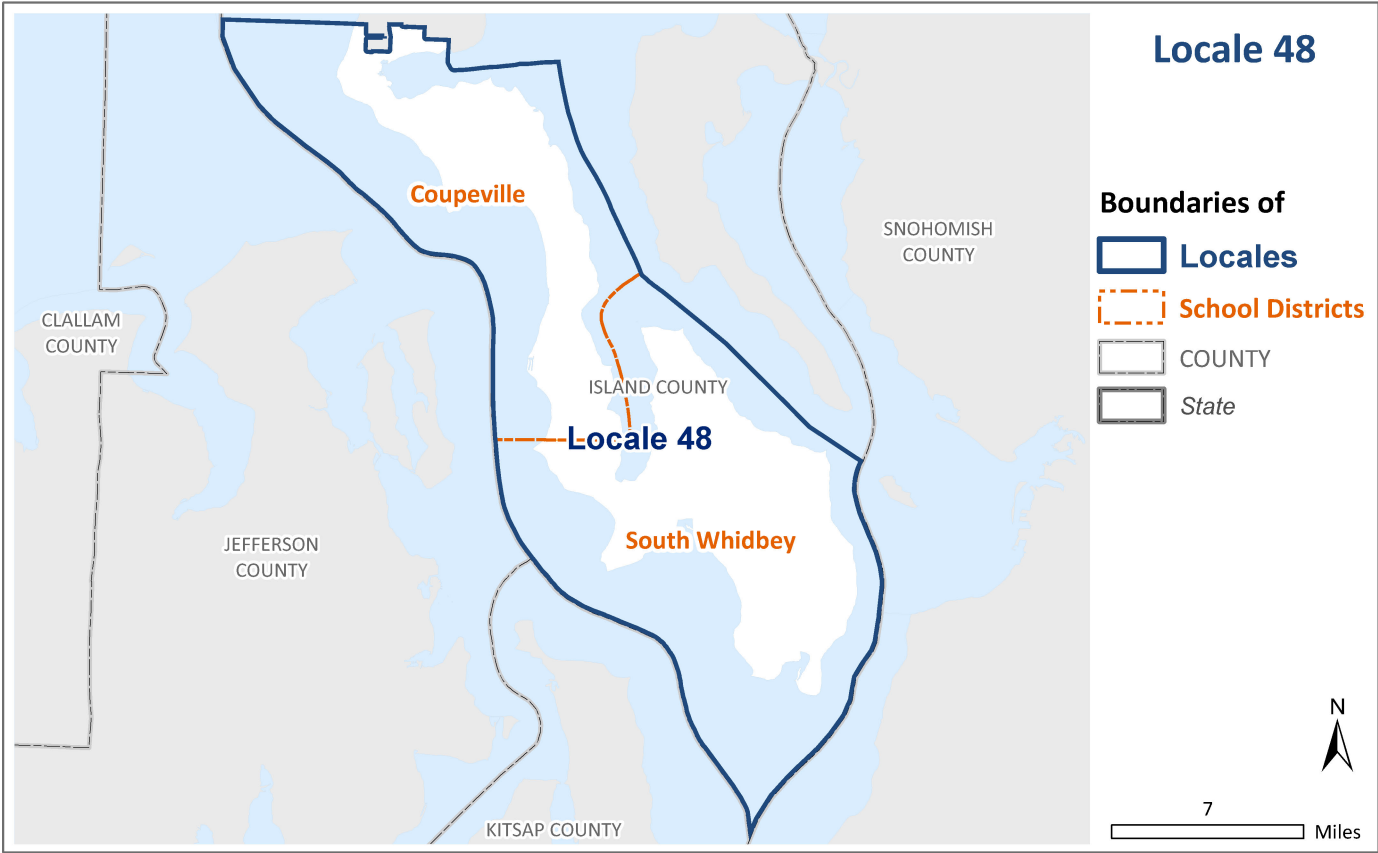 Locale 48
Boundaries of
Locales
School Districts
COUNTY
State
Coupeville
SNOHOMISH
COUNTY
CLALLAM
COUNTY
ISLAND COUNTY
Locale 48
South Whidbey
JEFFERSON
COUNTY
KITSAP COUNTY
N
7
Miles